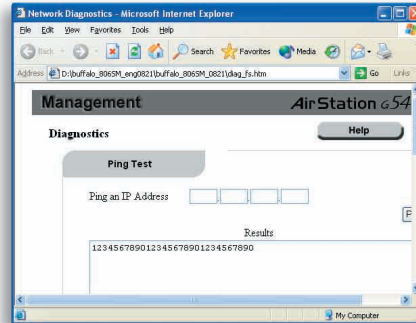 Network Diagnostics - Microsoft Internet Explorer
File Edit View Favorites Tools Help
Back Search Favorites Media
Address D:\buffalo_8065M_eng0821\buffalo_8065M_0821\diag_fs.htm Go Links
Management AirStation G54
Diagnostics Help
Ping Test
Ping an IP Address . . .
P
Results
123456789012345678901234567890
My Computer